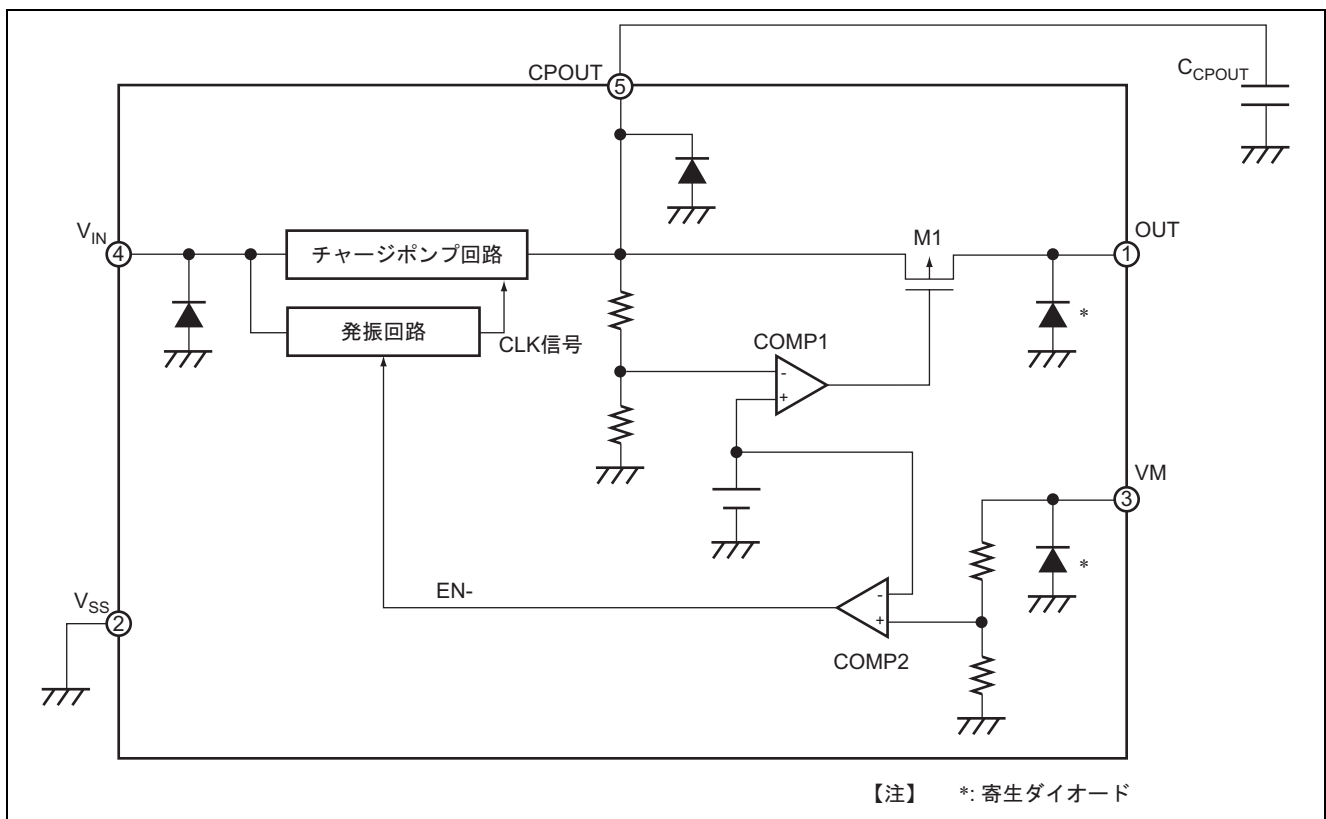 CPOUT
5
CCPOUT
VIN
4
チャージポンプ回路
発振回路
CLK信号
M1
OUT
1
*
COMP1
-
+
VM
3
*
EN-
-
+
COMP2
VSS
2
【注】 *: 寄生ダイオード